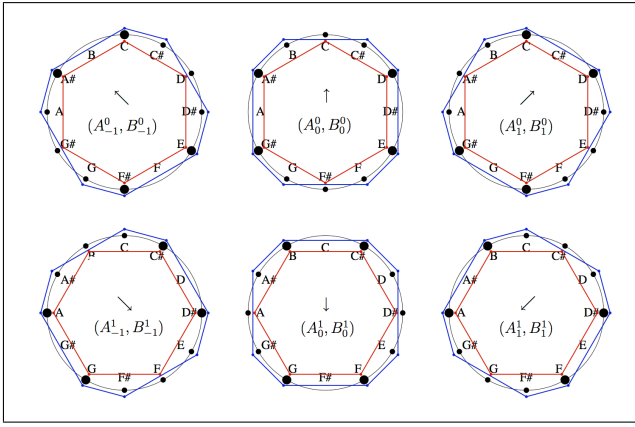 C C C
B C# B C# B C#
A# D A# D A# D
A D# A D# A D#
(A^0_{-1}, B^0_{-1}) (A^0_0, B^0_0) (A^0_1, B^0_1)
G# E G# E G# E
G F G F G F
F# F# F#
C C C
B C# B C# B C#
A# D A# D A# D
A D# A D# A D#
(A^1_{-1}, B^1_{-1}) (A^1_0, B^1_0) (A^1_1, B^1_1)
G# E G# E G# E
G F G F G F
F# F# F#